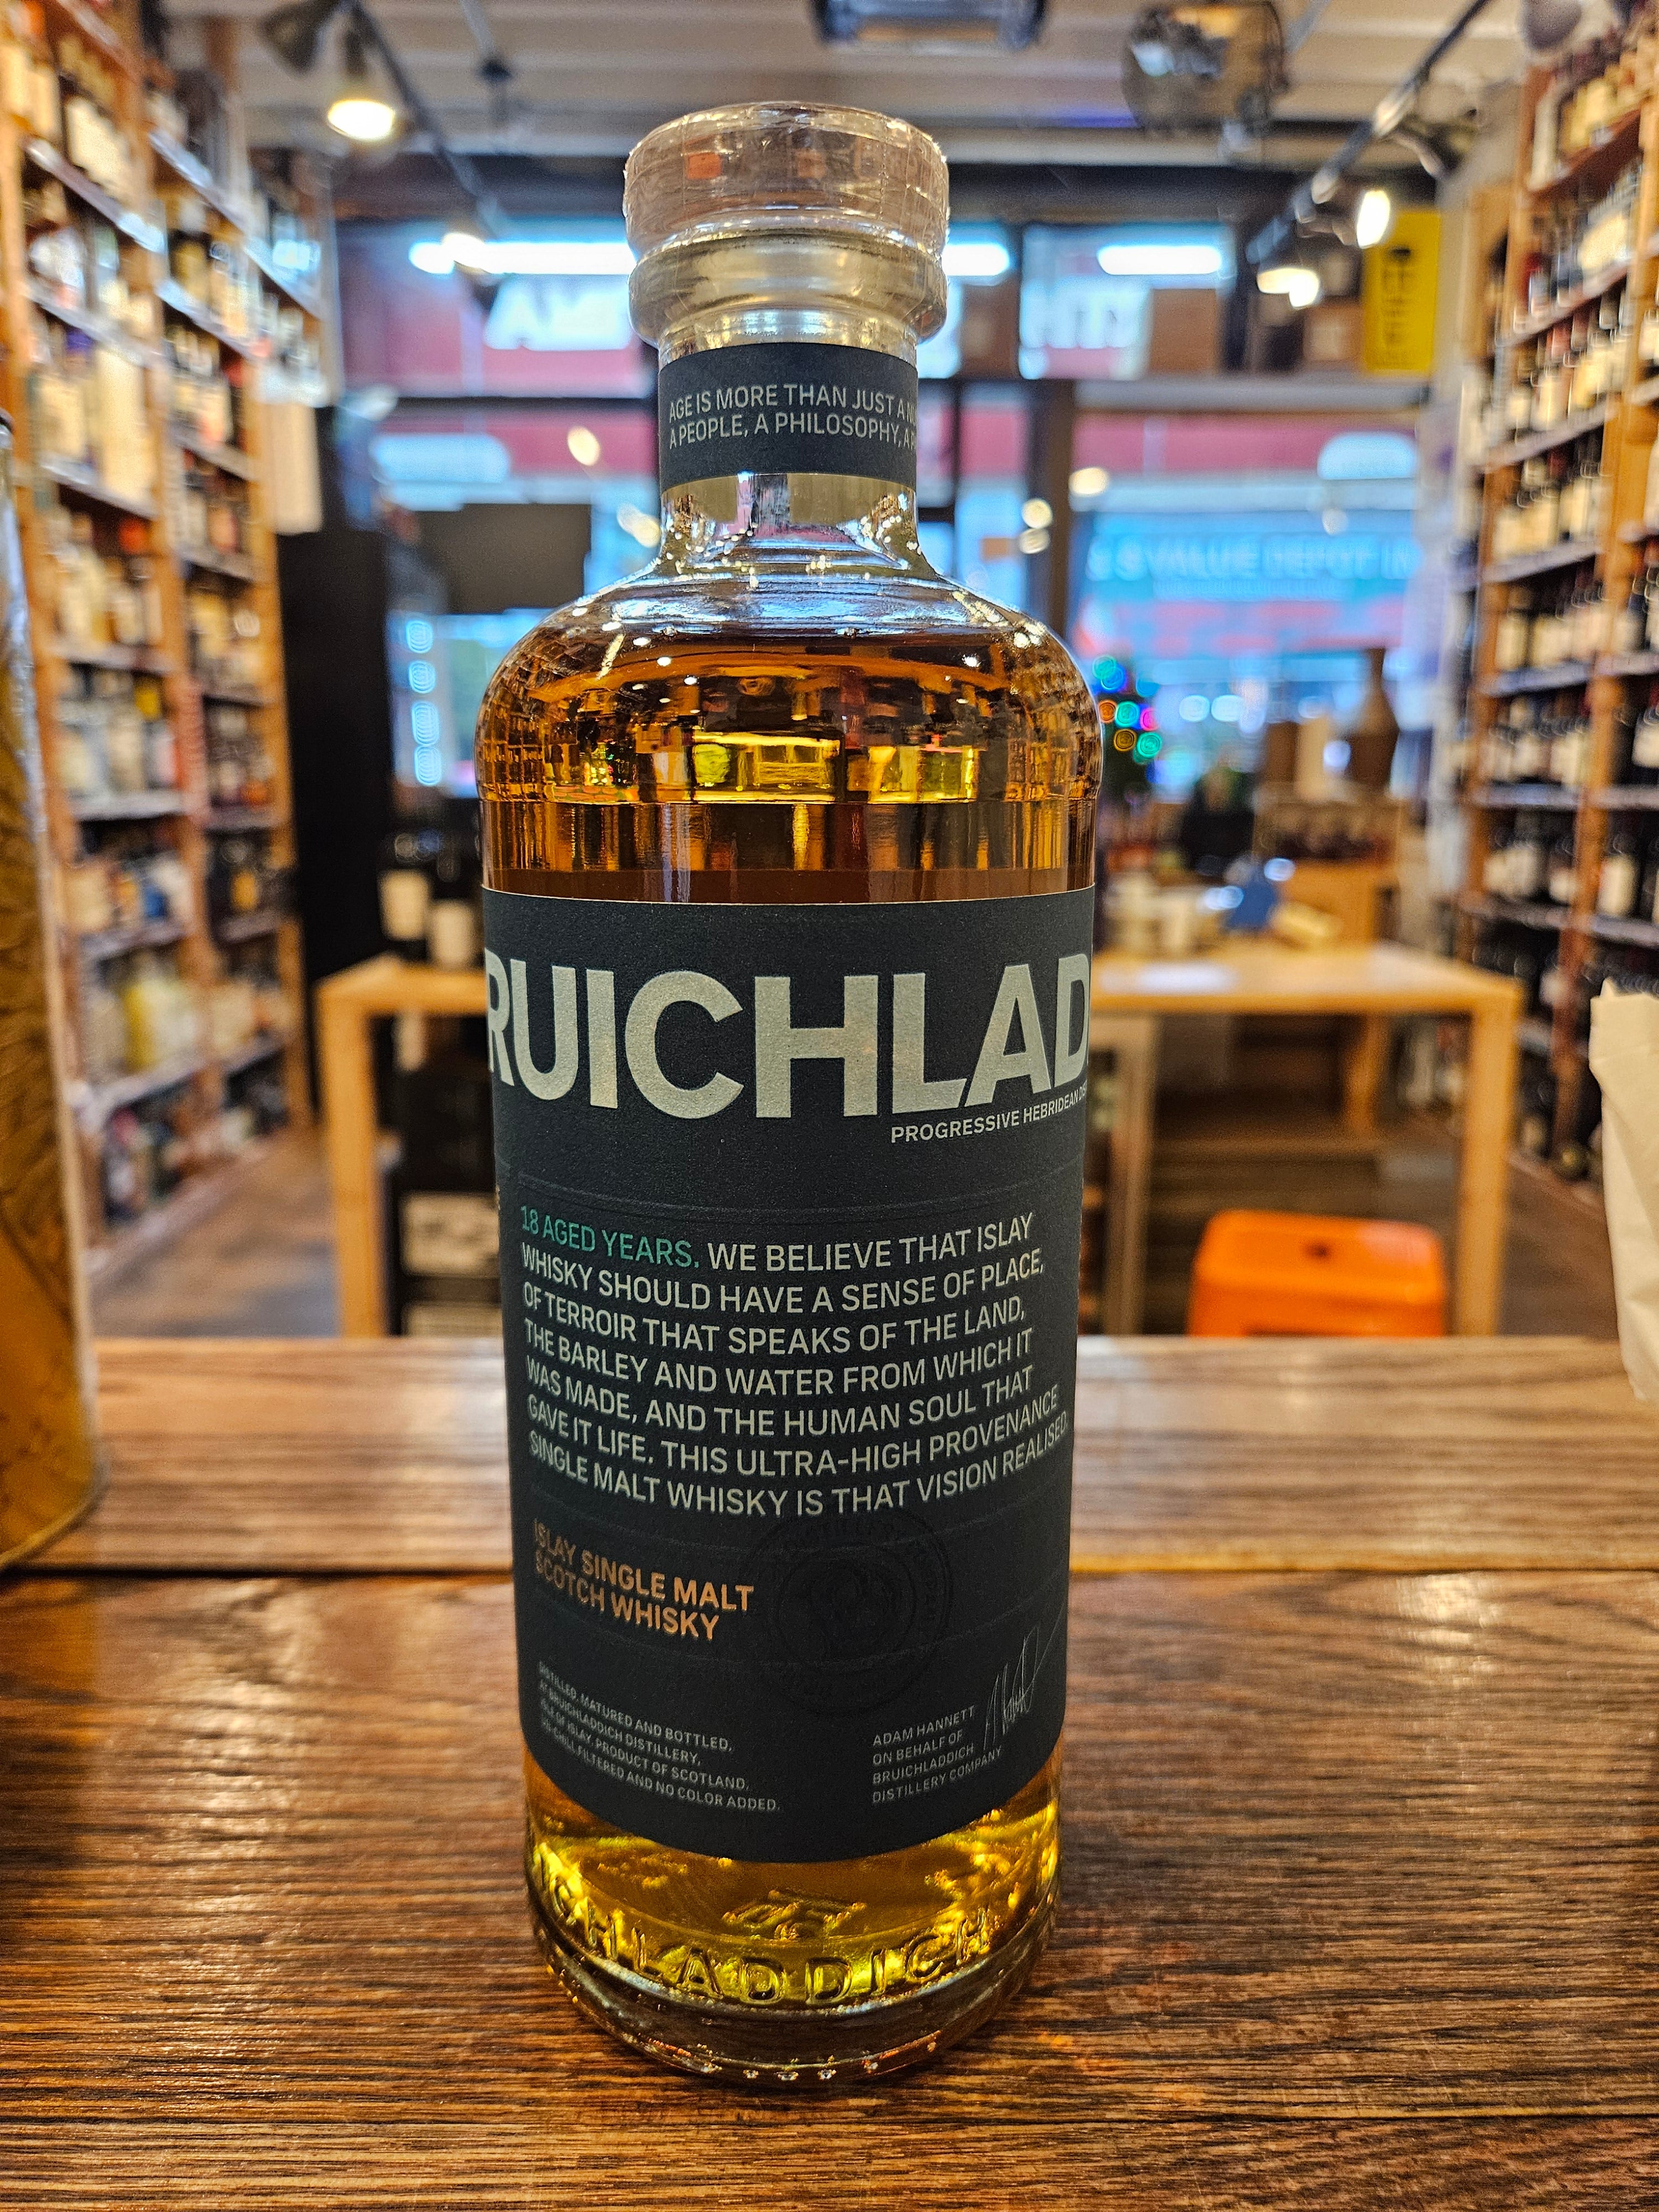 AGE IS MORE THAN JUST A
A PEOPLE, A PHILOSOPHY, A
RUICHLAD
PROGRESSIVE HEBRIDEAN
18 AGED YEARS. WE BELIEVE THAT ISLAY
WHISKY SHOULD HAVE A SENSE OF PLACE,
OF TERROIR THAT SPEAKS OF THE LAND,
THE BARLEY AND WATER FROM WHICH IT
WAS MADE, AND THE HUMAN SOUL THAT
GAVE IT LIFE. THIS ULTRA-HIGH PROVENANCE
SINGLE MALT WHISKY IS THAT VISION REALISED.
ISLAY SINGLE MALT
SCOTCH WHISKY
DISTILLED, MATURED AND BOTTLED,
AT BRUICHLADDICH DISTILLERY,
ISLE OF ISLAY. PRODUCT OF SCOTLAND.
UN-CHILL FILTERED AND NO COLOR ADDED.
ADAM HANNETT
ON BEHALF OF
BRUICHLADDICH
DISTILLERY COMPANY
ICHLADDICH
VALUE DEPOT IN